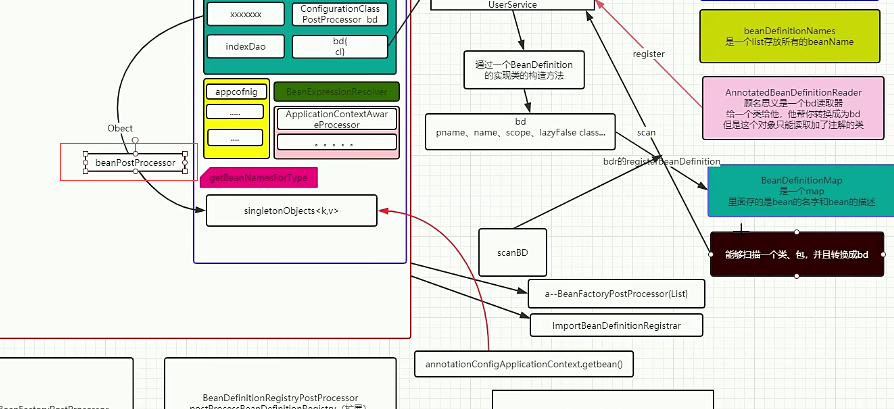 xxxxxxx
ConfigurationClass
PostProcessor bd
indexDao
bd(
cl)
appcofnig
......
....
BeanExpressionResolver
ApplicationContextAwar
eProcessor
。。。。。
Obect
beanPostProcessor
getBeanNamesForType
singletonObjects<k,v>
UserService
通过一个BeanDefinition
的实现类的构造方法
bd
pname、name、scope、lazyFalse class...
register
scan
bdr的registerBeanDefinition
scanBD
a--BeanFactoryPostProcessor(List)
ImportBeanDefinitionRegistrar
annotationConfigApplicationContext.getbean()
beanDefinitionNames
是一个list存放所有的beanName
AnnotatedBeanDefinitionReader
顾名思义是一个bd读取器
给一个类给他，他帮你转换成为bd
但是这个对象只能读取加了注解的类
BeanDefinitionMap
是一个map
里面存的是bean的名字和bean的描述
能够扫描一个类、包，并且转换成bd
BeanFactoryPostProcessor
BeanDefinitionRegistryPostProcessor
postProcessBeanDefinitionRegistry（扩展）